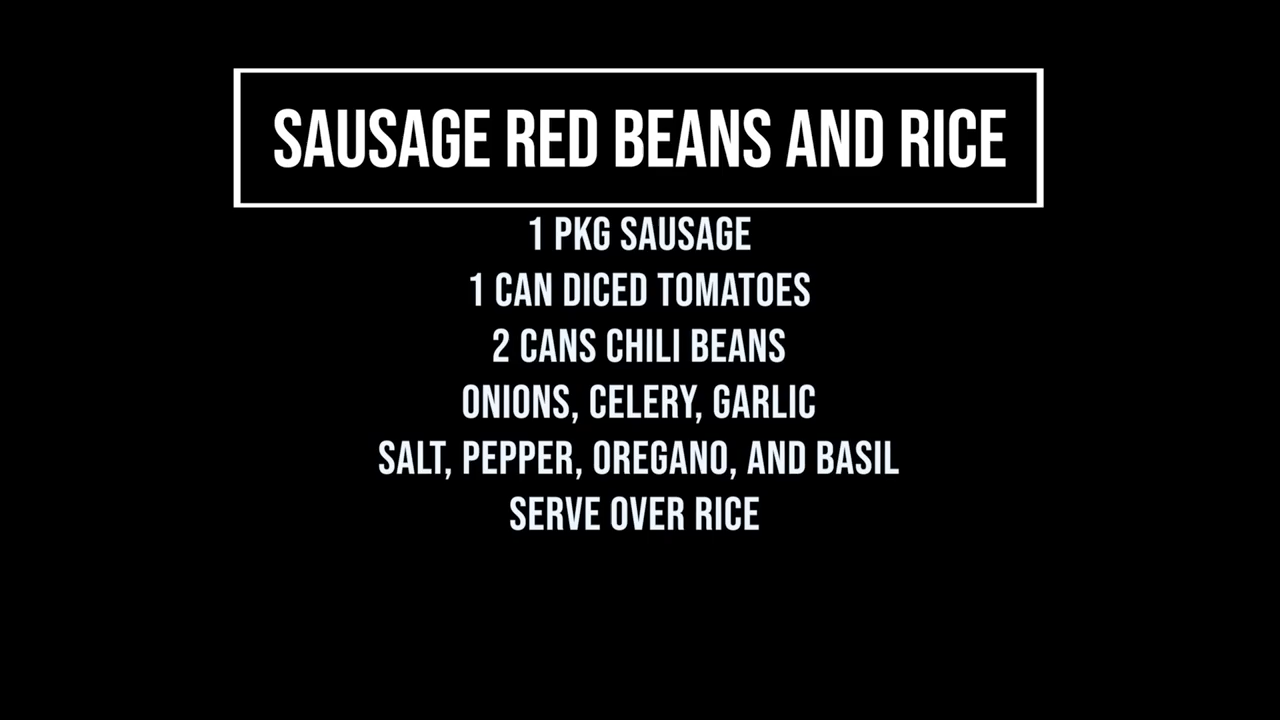 SAUSAGE RED BEANS AND RICE
1 PKG SAUSAGE
1 CAN DICED TOMATOES
2 CANS CHILI BEANS
ONIONS, CELERY, GARLIC
SALT, PEPPER, OREGANO, AND BASIL
SERVE OVER RICE